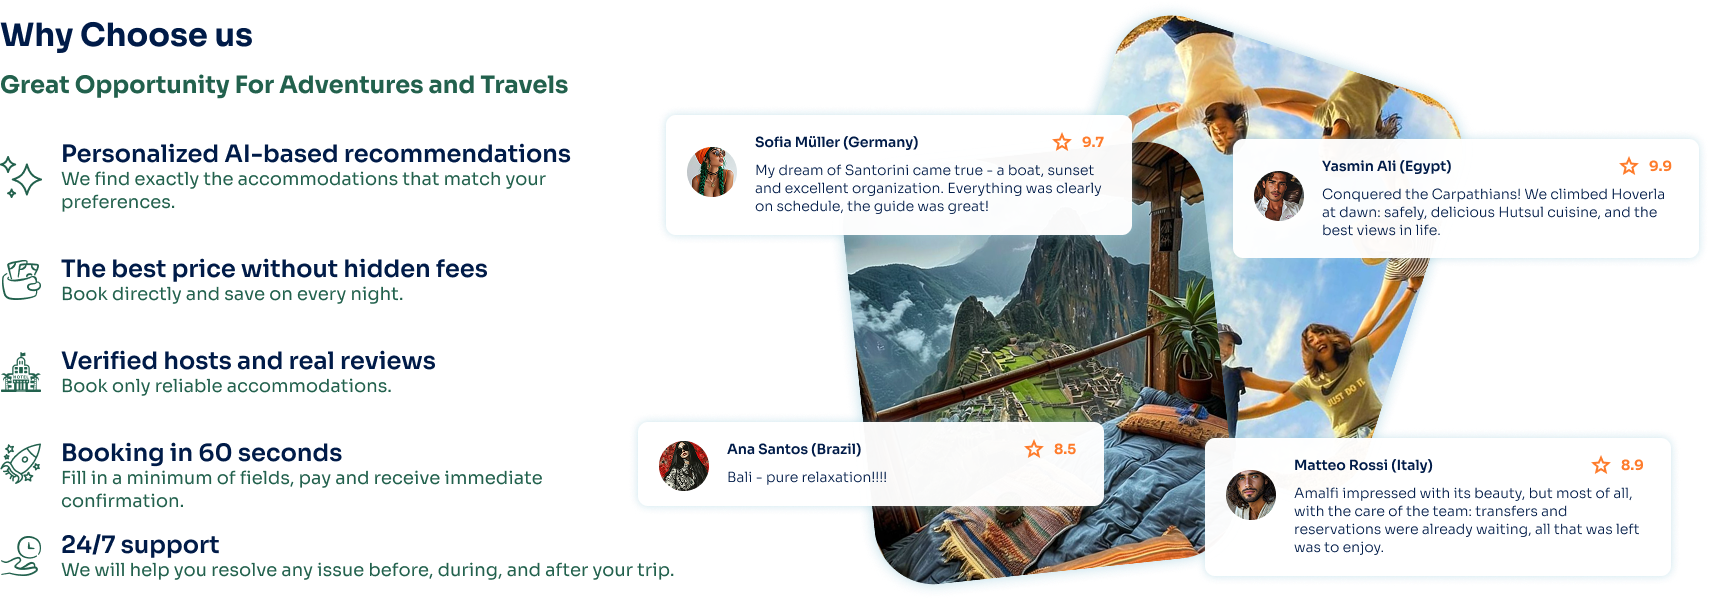 Why Choose us
Great Opportunity For Adventures and Travels
Personalized AI-based recommendations
We find exactly the accommodations that match your
preferences.
The best price without hidden fees
Book directly and save on every night.
HOTEL
Verified hosts and real reviews
Book only reliable accommodations.
Booking in 60 seconds
Fill in a minimum of fields, pay and receive immediate
confirmation.
24/7 support
We will help you resolve any issue before, during, and after your trip.
Sofia Müller (Germany)
9.7
My dream of Santorini came true - a boat, sunset
and excellent organization. Everything was clearly
on schedule, the guide was great!
Yasmin Ali (Egypt)
9.9
Conquered the Carpathians! We climbed Hoverla
at dawn: safely, delicious Hutsul cuisine, and the
best views in life.
JUST DO IT.
Ana Santos (Brazil)
8.5
Bali - pure relaxation!!!!
Matteo Rossi (Italy)
8.9
Amalfi impressed with its beauty, but most of all,
with the care of the team: transfers and
reservations were already waiting, all that was left
was to enjoy.